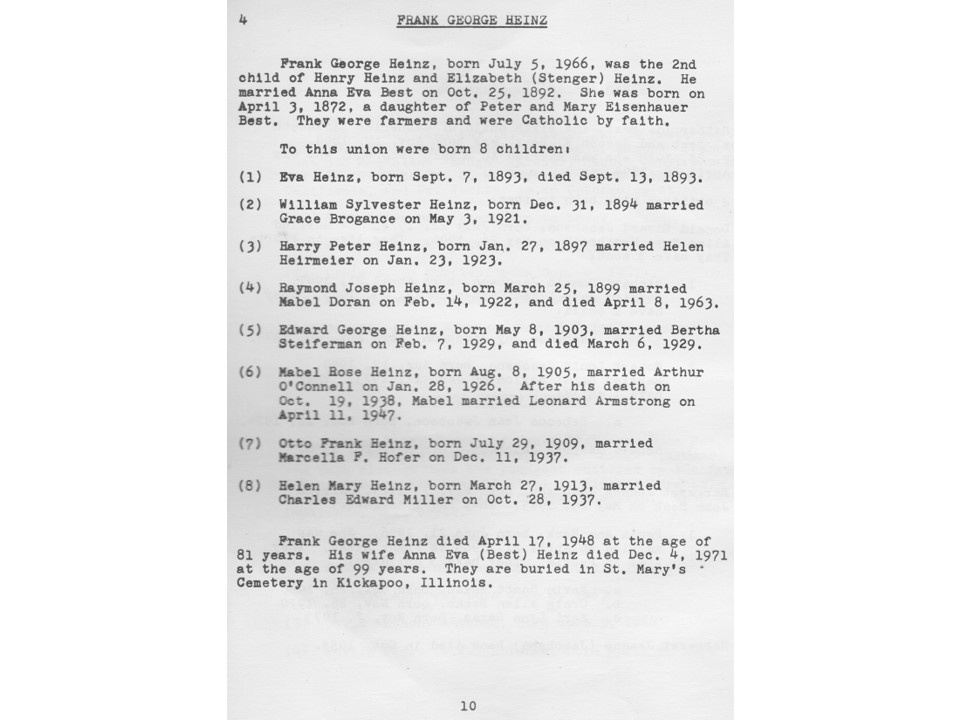 4 FRANK GEORGE HEINZ
Frank George Heinz, born July 5, 1966, was the 2nd
child of Henry Heinz and Elizabeth (Stenger) Heinz. He
married Anna Eva Best on Oct. 25, 1892. She was born on
April 3, 1872, a daughter of Peter and Mary Eisenhauer
Best. They were farmers and were Catholic by faith.
To this union were born 8 children:
(1) Eva Heinz, born Sept. 7, 1893, died Sept. 13, 1893.
(2) William Sylvester Heinz, born Dec. 31, 1894 married
Grace Brogance on May 3, 1921.
(3) Harry Peter Heinz, born Jan. 27, 1897 married Helen
Heirmeier on Jan. 23, 1923.
(4) Raymond Joseph Heinz, born March 25, 1899 married
Mabel Doran on Feb. 14, 1922, and died April 8, 1963.
(5) Edward George Heinz, born May 8, 1903, married Bertha
Steiferman on Feb. 7, 1929, and died March 6, 1929.
(6) Mabel Rose Heinz, born Aug. 8, 1905, married Arthur
O'Connell on Jan. 28, 1926. After his death on
Oct. 19, 1938, Mabel married Leonard Armstrong on
April 11, 1947.
(7) Otto Frank Heinz, born July 29, 1909, married
Marcella F. Hofer on Dec. 11, 1937.
(8) Helen Mary Heinz, born March 27, 1913, married
Charles Edward Miller on Oct. 28, 1937.
Frank George Heinz died April 17, 1948 at the age of
81 years. His wife Anna Eva (Best) Heinz died Dec. 4, 1971
at the age of 99 years. They are buried in St. Mary's
Cemetery in Kickapoo, Illinois.
10